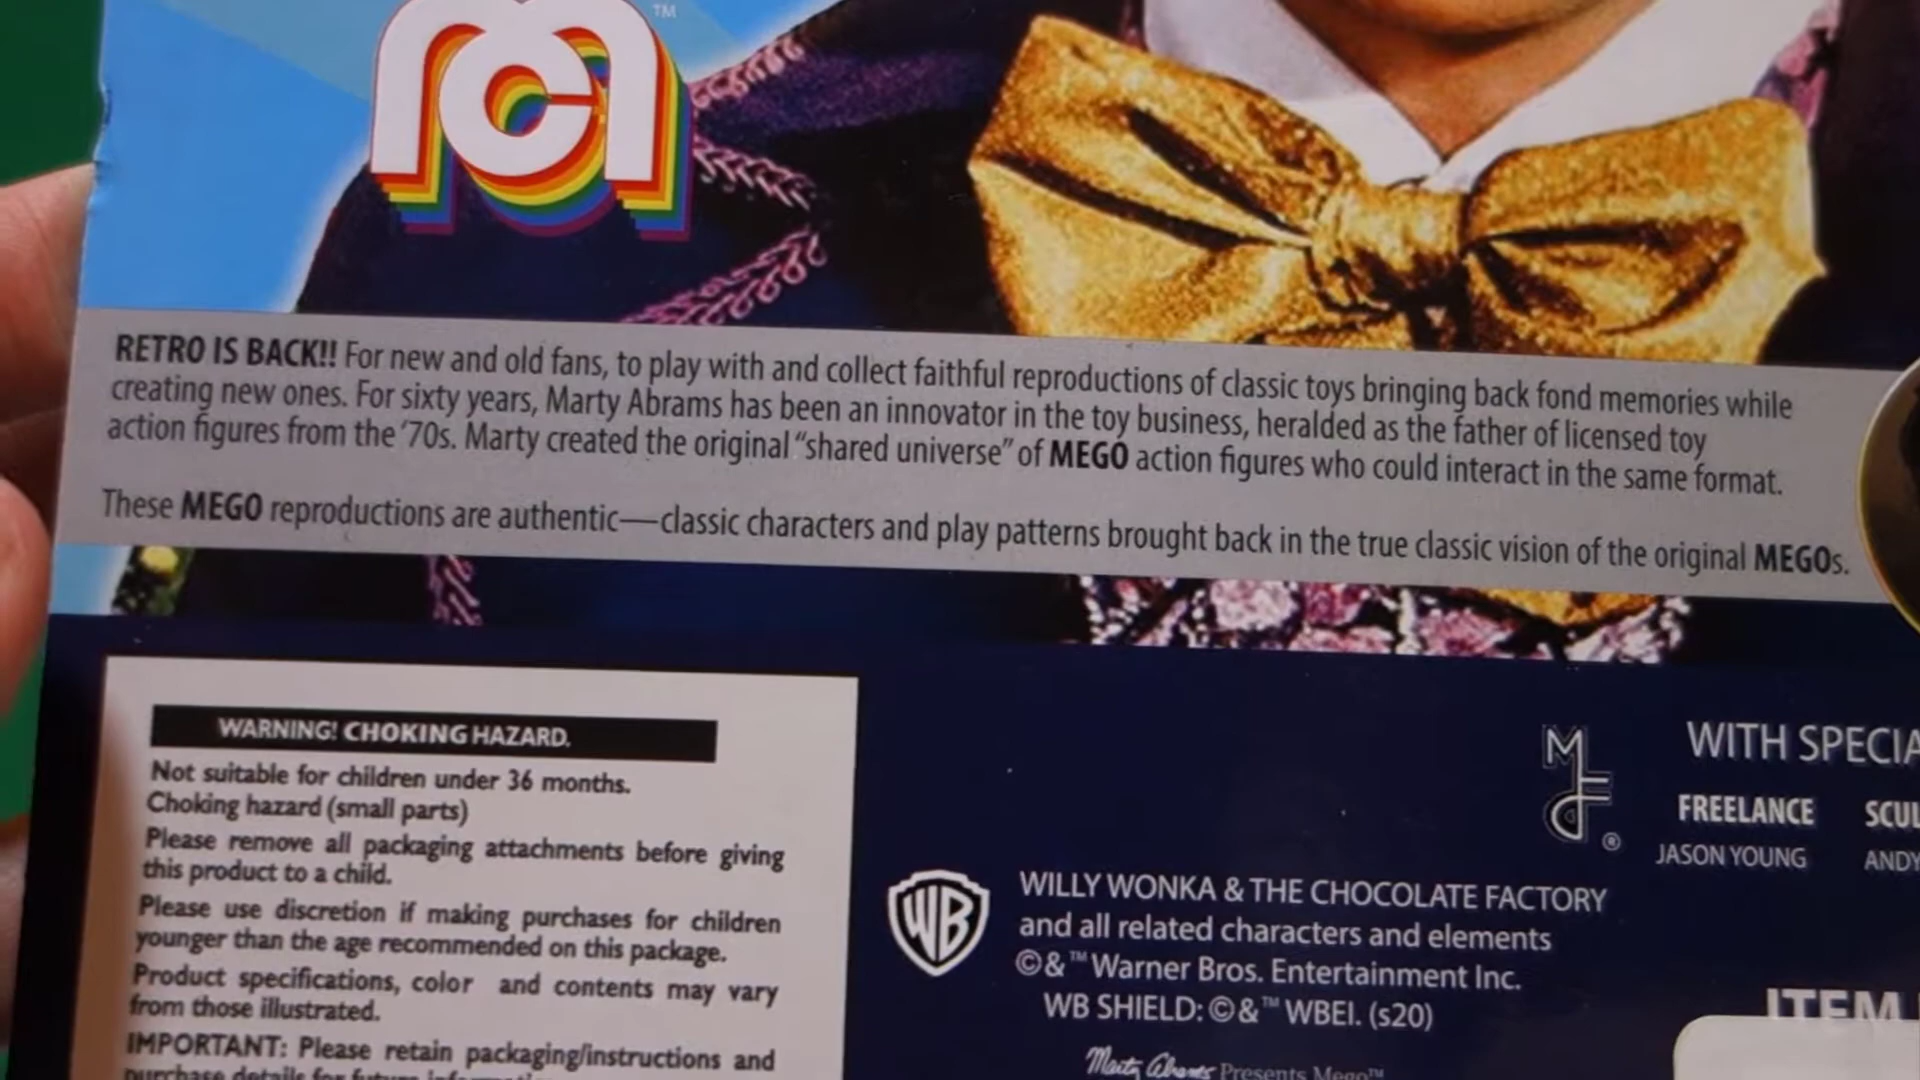 TM
RETRO IS BACK!! For new and old fans, to play with and collect faithful reproductions of classic toys bringing back fond memories while
creating new ones. For sixty years, Marty Abrams has been an innovator in the toy business, heralded as the father of licensed toy
action figures from the '70s. Marty created the original "shared universe" of MEGO action figures who could interact in the same format.
These MEGO reproductions are authentic—classic characters and play patterns brought back in the true classic vision of the original MEGOs.
WARNING! CHOKING HAZARD.
Not suitable for children under 36 months.
Choking hazard (small parts)
Please remove all packaging attachments before giving
this product to a child.
Please use discretion if making purchases for children
younger than the age recommended on this package.
Product specifications, color and contents may vary
from those illustrated.
IMPORTANT: Please retain packaging/instructions and
purchase details for future
WB
WILLY WONKA & THE CHOCOLATE FACTORY
and all related characters and elements
©&™ Warner Bros. Entertainment Inc.
WB SHIELD: ©&™ WBEI. (s20)
Marty Abrams Presents Mego™
®
WITH SPECIA
FREELANCE SCUL
JASON YOUNG ANDY
ITEM